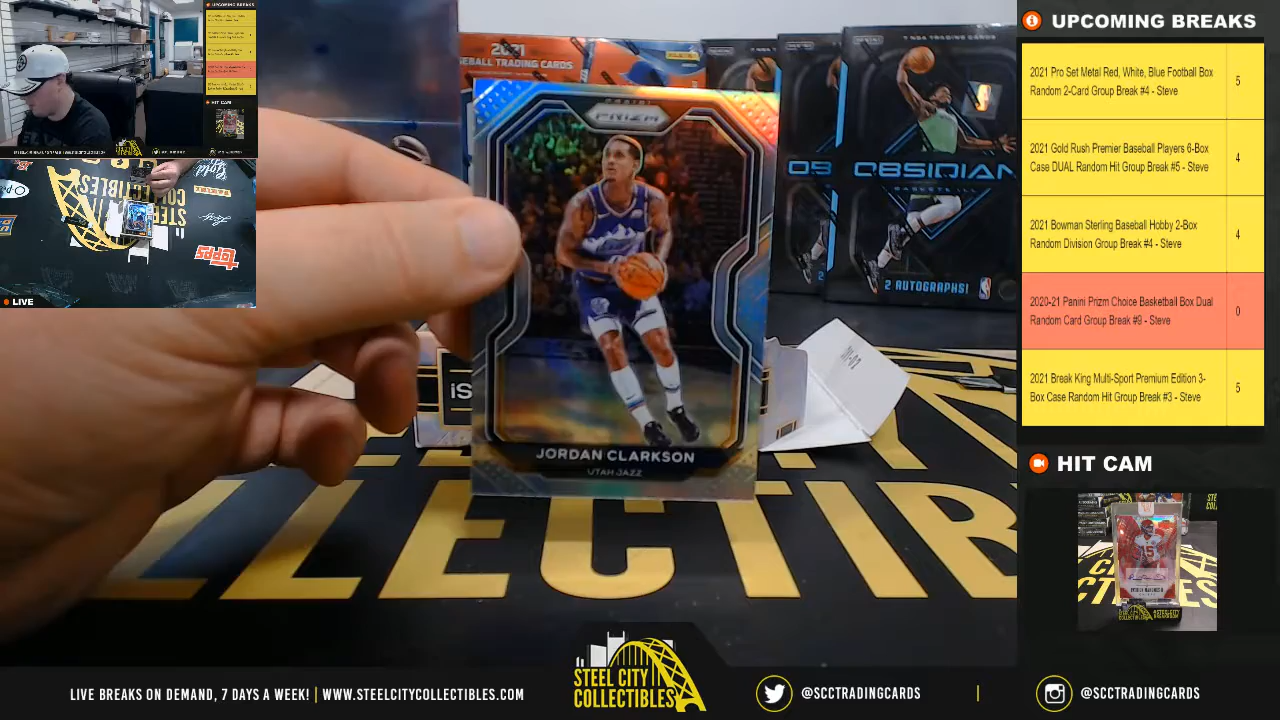 UPCOMING BREAKS
2021 Pro Set Metal Red, White, Blue Football Box
Random 2-Card Group Break #4 - Steve
5
2021 Gold Rush Premier Baseball Players 6-Box
Case DUAL Random Hit Group Break #5 - Steve
4
2021 Bowman Sterling Baseball Hobby 2-Box
Random Division Group Break #4 - Steve
4
2020-21 Panini Prizm Choice Basketball Box Dual
Random Card Group Break #9 - Steve
0
2021 Break King Multi-Sport Premium Edition 3-
Box Case Random Hit Group Break #3 - Steve
5
HIT CAM
LIVE
2021
BASEBALL TRADING CARDS
NBA TRADING CARDS
OBSIDIAN
2 AUTOGRAPHS!
PANINI
PRIZM
JORDAN CLARKSON
UTAH JAZZ
topps
STEEL CITY
COLLECTIBLES
LIVE BREAKS ON DEMAND, 7 DAYS A WEEK! | WWW.STEELCITYCOLLECTIBLES.COM
@SCCTRADINGCARDS
@SCCTRADINGCARDS